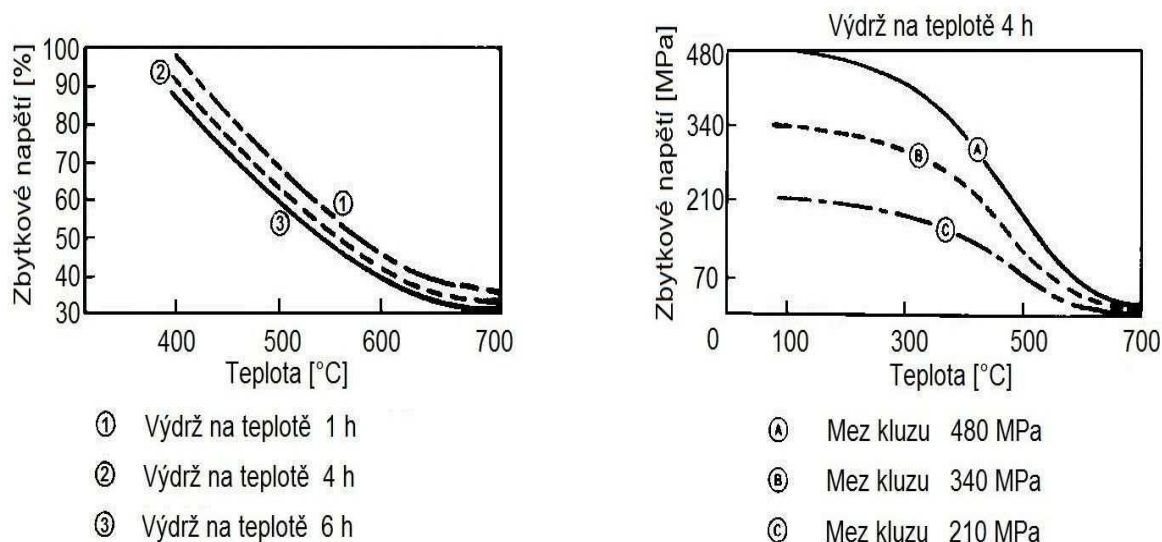 Zbytkové napětí [%]
100
90
80
70
60
50
40
30
②
①
③
400 500 600 700
Teplota [°C]
① Výdrž na teplotě 1 h
② Výdrž na teplotě 4 h
③ Výdrž na teplotě 6 h
Výdrž na teplotě 4 h
Zbytkové napětí [MPa]
480
340
210
70
A
B
C
0 100 300 500 700
Teplota [°C]
Ⓐ Mez kluzu 480 MPa
Ⓑ Mez kluzu 340 MPa
Ⓒ Mez kluzu 210 MPa